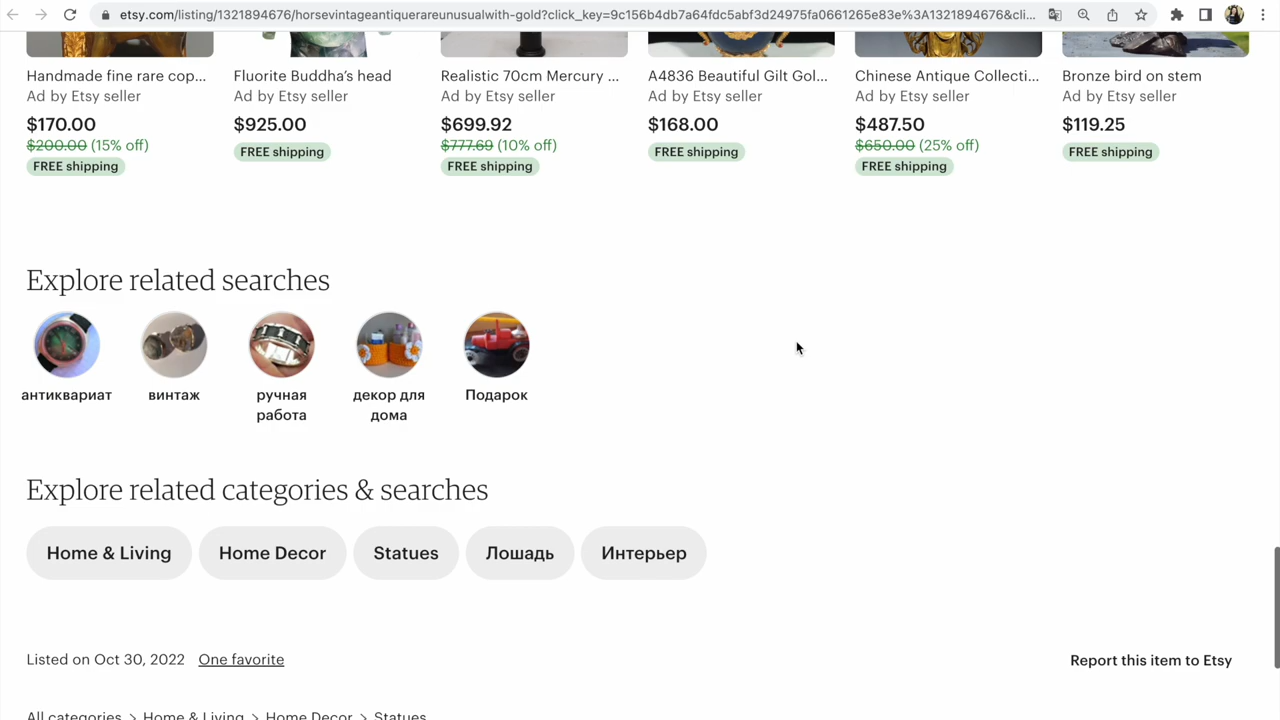 etsy.com/listing/1321894676/horsevintageantiquerareunusualwith-gold?click_key=9c156b4db7a64fdc5abf3d24975fa0661265e83e%3A1321894676&cli...
Handmade fine rare cop... Fluorite Buddha's head Realistic 70cm Mercury ... A4836 Beautiful Gilt Gol... Chinese Antique Collecti... Bronze bird on stem
Ad by Etsy seller Ad by Etsy seller Ad by Etsy seller Ad by Etsy seller Ad by Etsy seller Ad by Etsy seller
$170.00 $925.00 $699.92 $168.00 $487.50 $119.25
$200.00 (15% off) $777.69 (10% off) $650.00 (25% off)
FREE shipping FREE shipping FREE shipping
FREE shipping FREE shipping FREE shipping
Explore related searches
антиквариат винтаж ручная декор для Подарок
работа дома
Explore related categories & searches
Home & Living Home Decor Statues Лошадь Интерьер
Listed on Oct 30, 2022 One favorite Report this item to Etsy
All categories > Home & Living > Home Decor > Statues